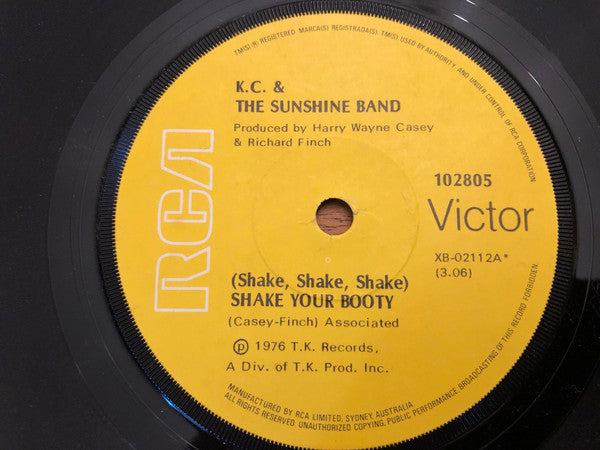 TM(S)® REGISTERED MARCA(S) REGISTRADA(S) TM(S) USED BY AUTHORITY AND UNDER CONTROL OF RCA CORPORATION
K.C. &
THE SUNSHINE BAND
Produced by Harry Wayne Casey
& Richard Finch
RCA
102805
Victor
XB-02112A*
(3.06)
(Shake, Shake, Shake)
SHAKE YOUR BOOTY
(Casey-Finch) Associated
℗ 1976 T.K. Records,
A Div. of T.K. Prod. Inc.
MANUFACTURED BY RCA LIMITED, SYDNEY, AUSTRALIA.
ALL RIGHTS RESERVED. UNAUTHORIZED COPYING, PUBLIC PERFORMANCE, BROADCASTING OF THIS RECORD FORBIDDEN.